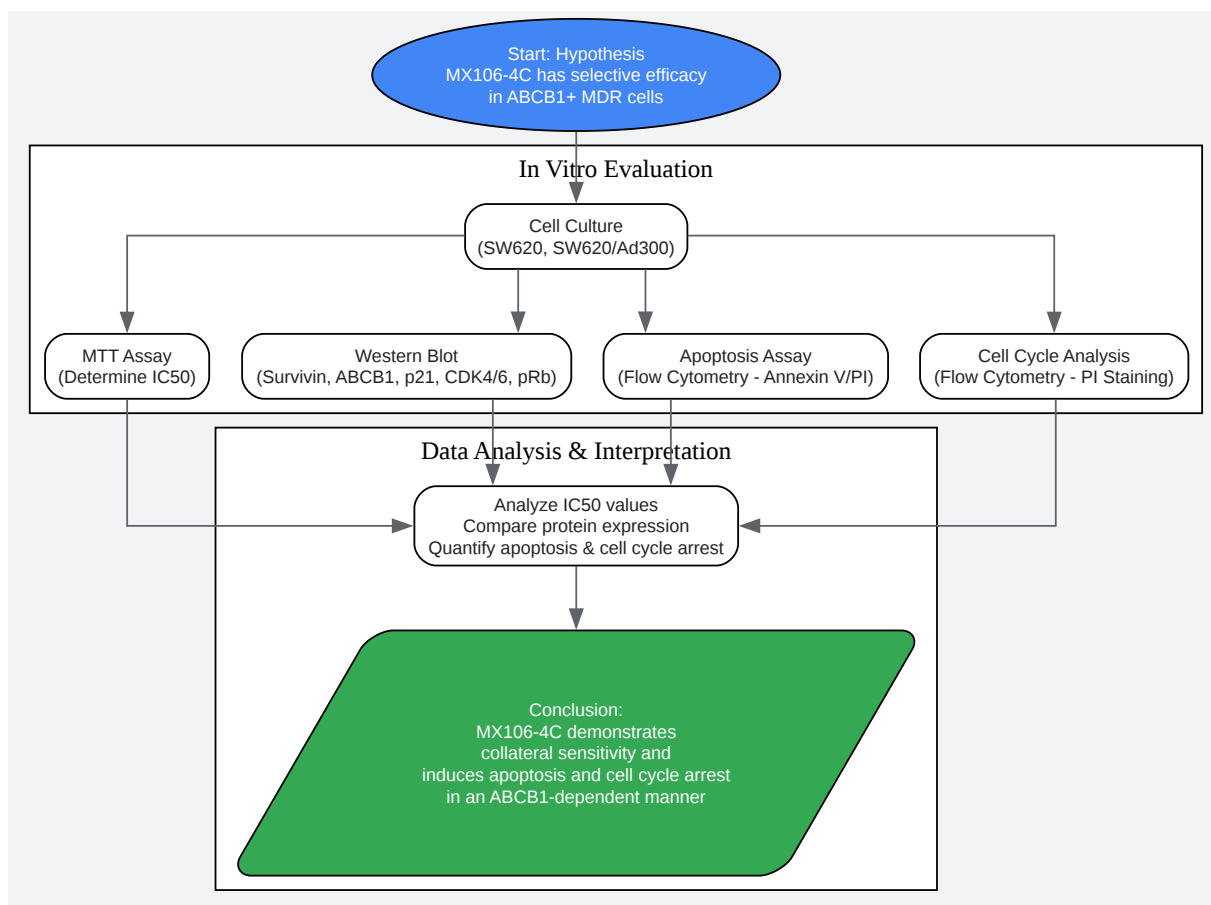 Start: Hypothesis
MX106-4C has selective efficacy
in ABCB1+ MDR cells
In Vitro Evaluation
Cell Culture
(SW620, SW620/Ad300)
MTT Assay
(Determine IC50)
Western Blot
(Survivin, ABCB1, p21, CDK4/6, pRb)
Apoptosis Assay
(Flow Cytometry - Annexin V/PI)
Cell Cycle Analysis
(Flow Cytometry - PI Staining)
Data Analysis & Interpretation
Analyze IC50 values
Compare protein expression
Quantify apoptosis & cell cycle arrest
Conclusion:
MX106-4C demonstrates
collateral sensitivity and
induces apoptosis and cell cycle arrest
in an ABCB1-dependent manner